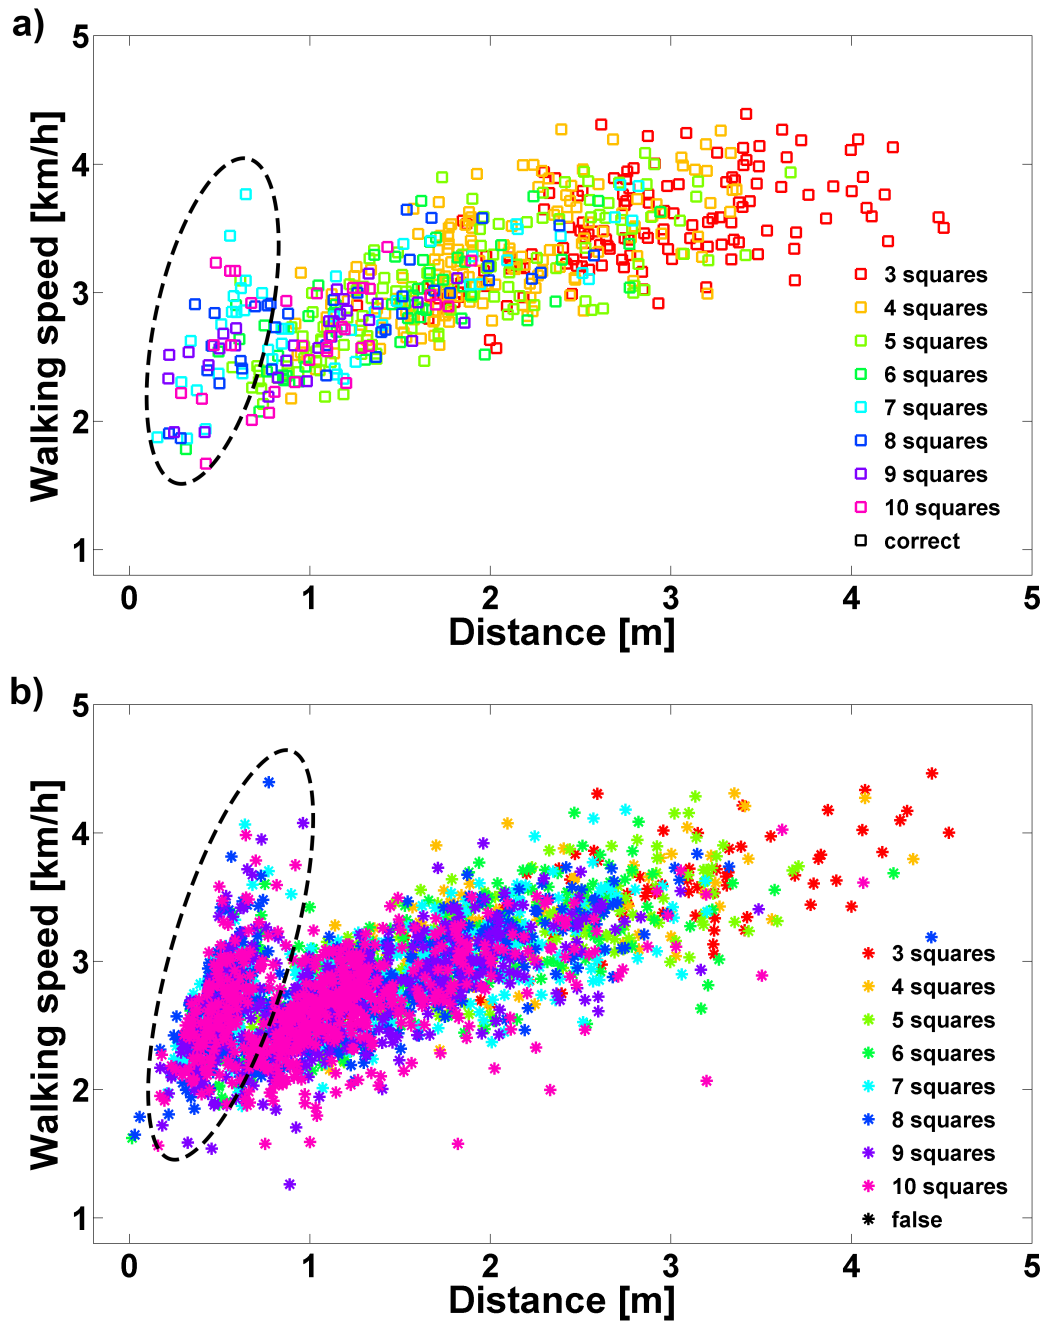 a)
5
4
3
2
1
Walking speed [km/h]
3 squares
4 squares
5 squares
6 squares
7 squares
8 squares
9 squares
10 squares
correct
0 1 2 3 4 5
Distance [m]
b)
5
4
3
2
1
Walking speed [km/h]
3 squares
4 squares
5 squares
6 squares
7 squares
8 squares
9 squares
10 squares
false
0 1 2 3 4 5
Distance [m]